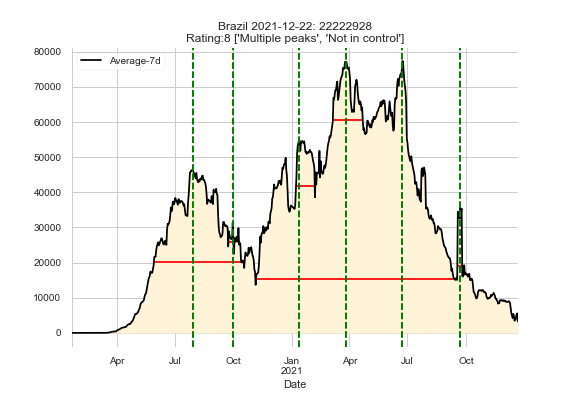 Brazil 2021-12-22: 22222928
Rating:8 ['Multiple peaks', 'Not in control']
Average-7d
80000
70000
60000
50000
40000
30000
20000
10000
0
Apr
Jul
Oct
Jan
2021
Apr
Jul
Oct
Date